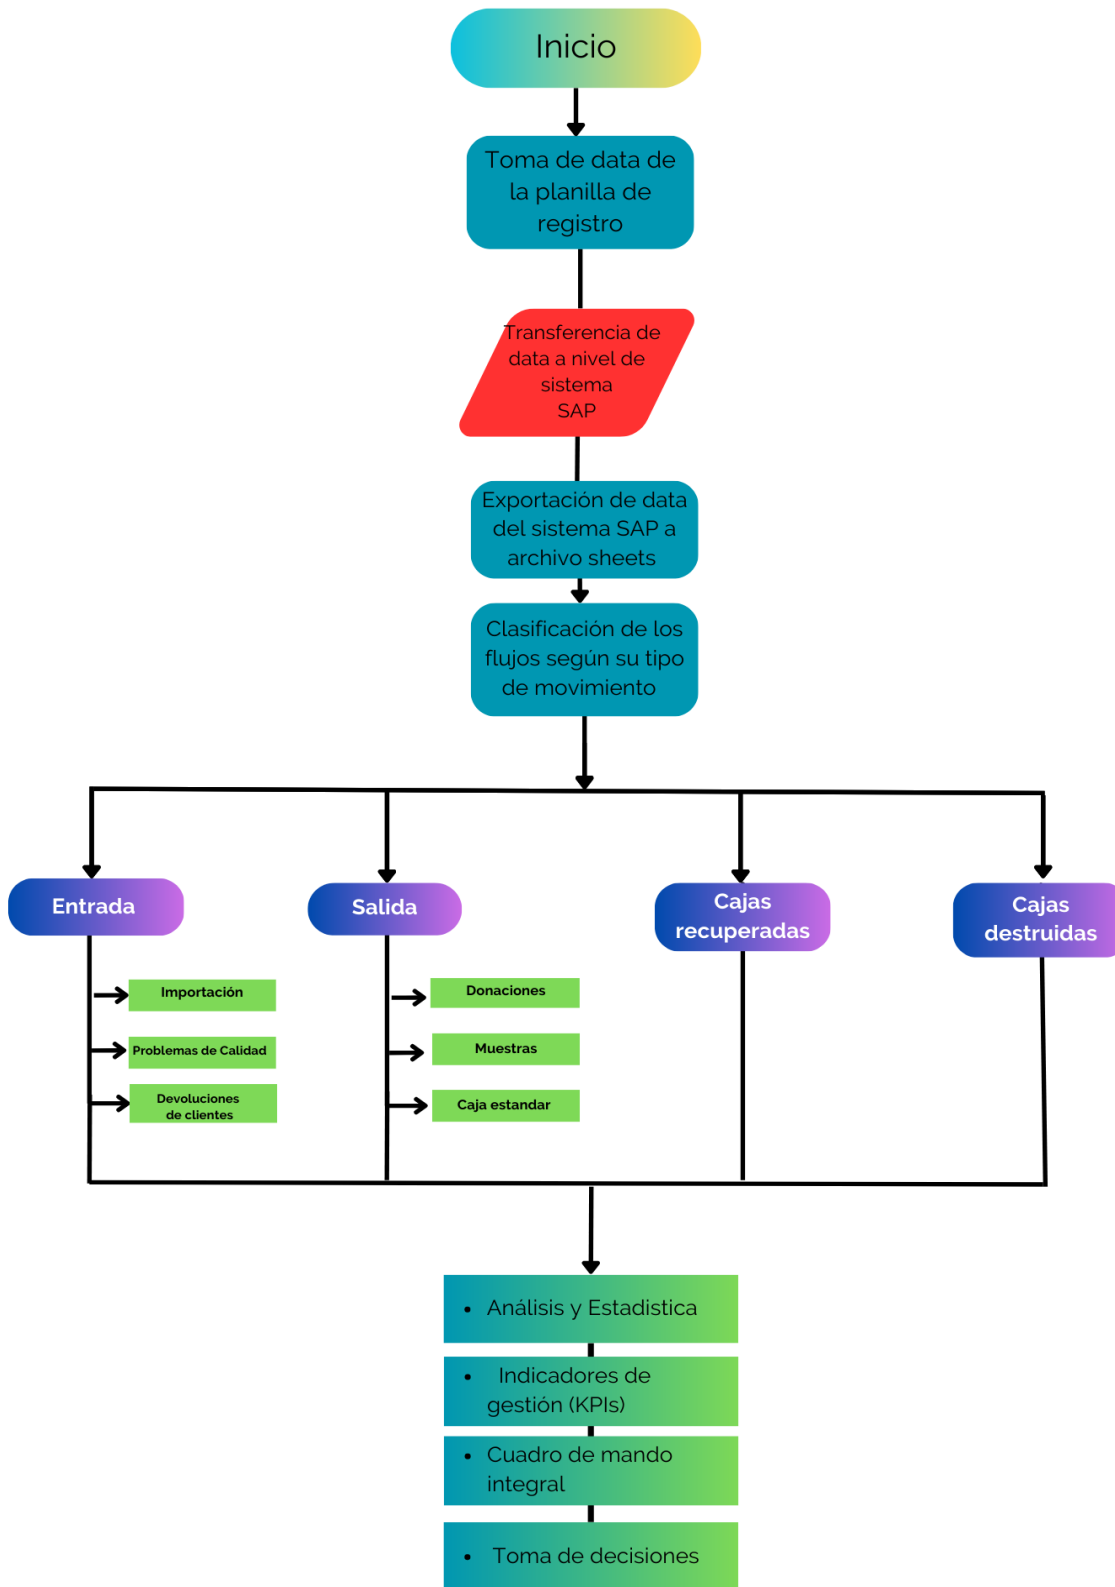 Inicio
Toma de data de
la planilla de
registro
Transferencia de
data a nivel de
sistema
SAP
Exportación de data
del sistema SAP a
archivo sheets
Clasificación de los
flujos según su tipo
de movimiento
Entrada
Importación
Problemas de Calidad
Devoluciones
de clientes
Salida
Donaciones
Muestras
Caja estandar
Cajas
recuperadas
Cajas
destruidas
• Análisis y Estadistica
• Indicadores de
gestión (KPIs)
• Cuadro de mando
integral
• Toma de decisiones